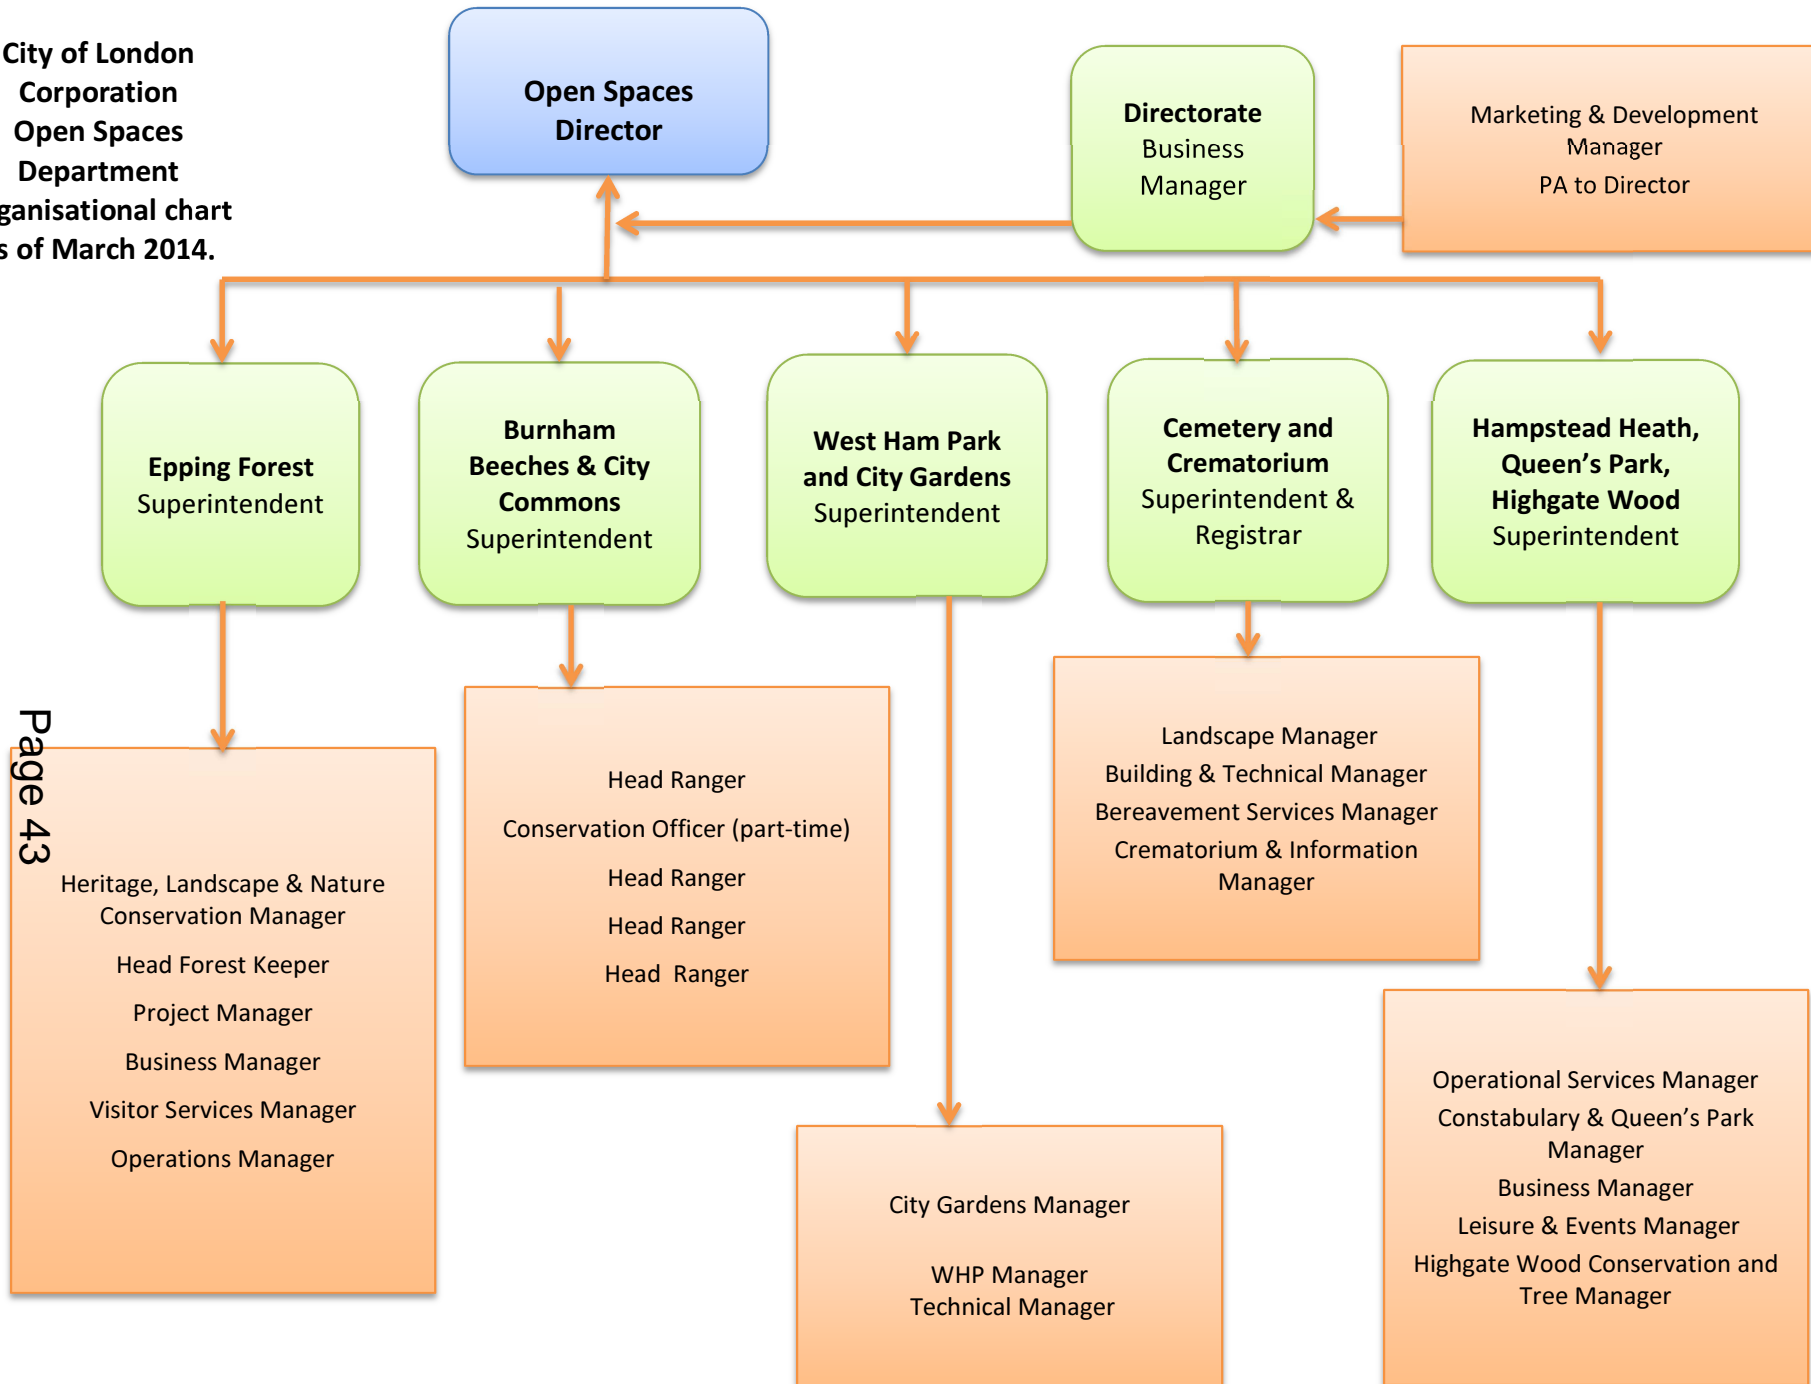 City of London
Corporation
Open Spaces
Department
ganisational chart
s of March 2014.
Open Spaces
Director
Directorate
Business
Manager
Marketing & Development
Manager
PA to Director
Epping Forest
Superintendent
Burnham
Beeches & City
Commons
Superintendent
West Ham Park
and City Gardens
Superintendent
Cemetery and
Crematorium
Superintendent &
Registrar
Hampstead Heath,
Queen's Park,
Highgate Wood
Superintendent
Page 43
Heritage, Landscape & Nature
Conservation Manager
Head Forest Keeper
Project Manager
Business Manager
Visitor Services Manager
Operations Manager
Head Ranger
Conservation Officer (part-time)
Head Ranger
Head Ranger
Head  Ranger
City Gardens Manager
WHP Manager
Technical Manager
Landscape Manager
Building & Technical Manager
Bereavement Services Manager
Crematorium & Information
Manager
Operational Services Manager
Constabulary & Queen's Park
Manager
Business Manager
Leisure & Events Manager
Highgate Wood Conservation and
Tree Manager